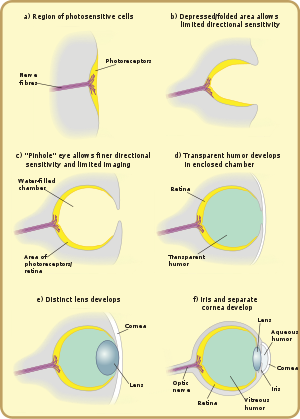 a) Region of photosensitive cells
Photoreceptors
Nerve
fibres
b) Depressed/folded area allows
limited directional sensitivity
c) "Pinhole" eye allows finer directional
sensitivity and limited imaging
Water-filled
chamber
Area of
photoreceptors/
retina
d) Transparent humor develops
in enclosed chamber
Retina
Transparent
humor
e) Distinct lens develops
Cornea
Lens
f) Iris and separate
cornea develop
Lens
Aqueous
humor
Cornea
Iris
Vitreous
humor
Retina
Optic
nerve